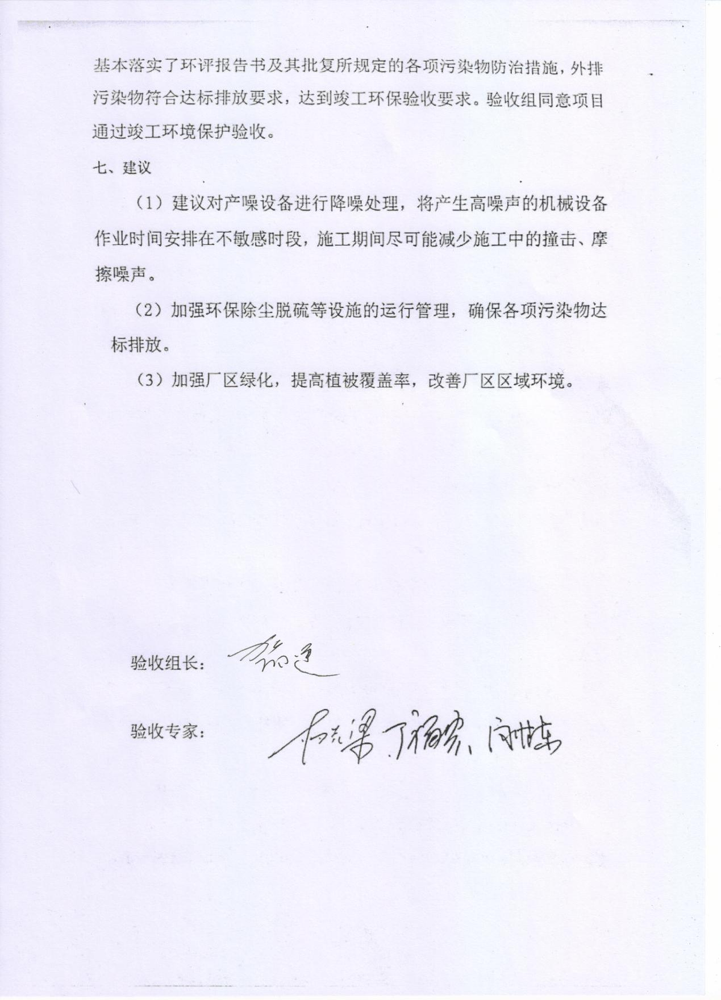 基本落实了环评报告书及其批复所规定的各项污染物防治措施，外排
污染物符合达标排放要求，达到竣工环保验收要求。验收组同意项目
通过竣工环境保护验收。
七、建议
（1）建议对产噪设备进行降噪处理，将产生高噪声的机械设备
作业时间安排在不敏感时段，施工期间尽可能减少施工中的撞击、摩
擦噪声。
（2）加强环保除尘脱硫等设施的运行管理，确保各项污染物达
标排放。
（3）加强厂区绿化，提高植被覆盖率，改善厂区区域环境。
验收组长：
验收专家：